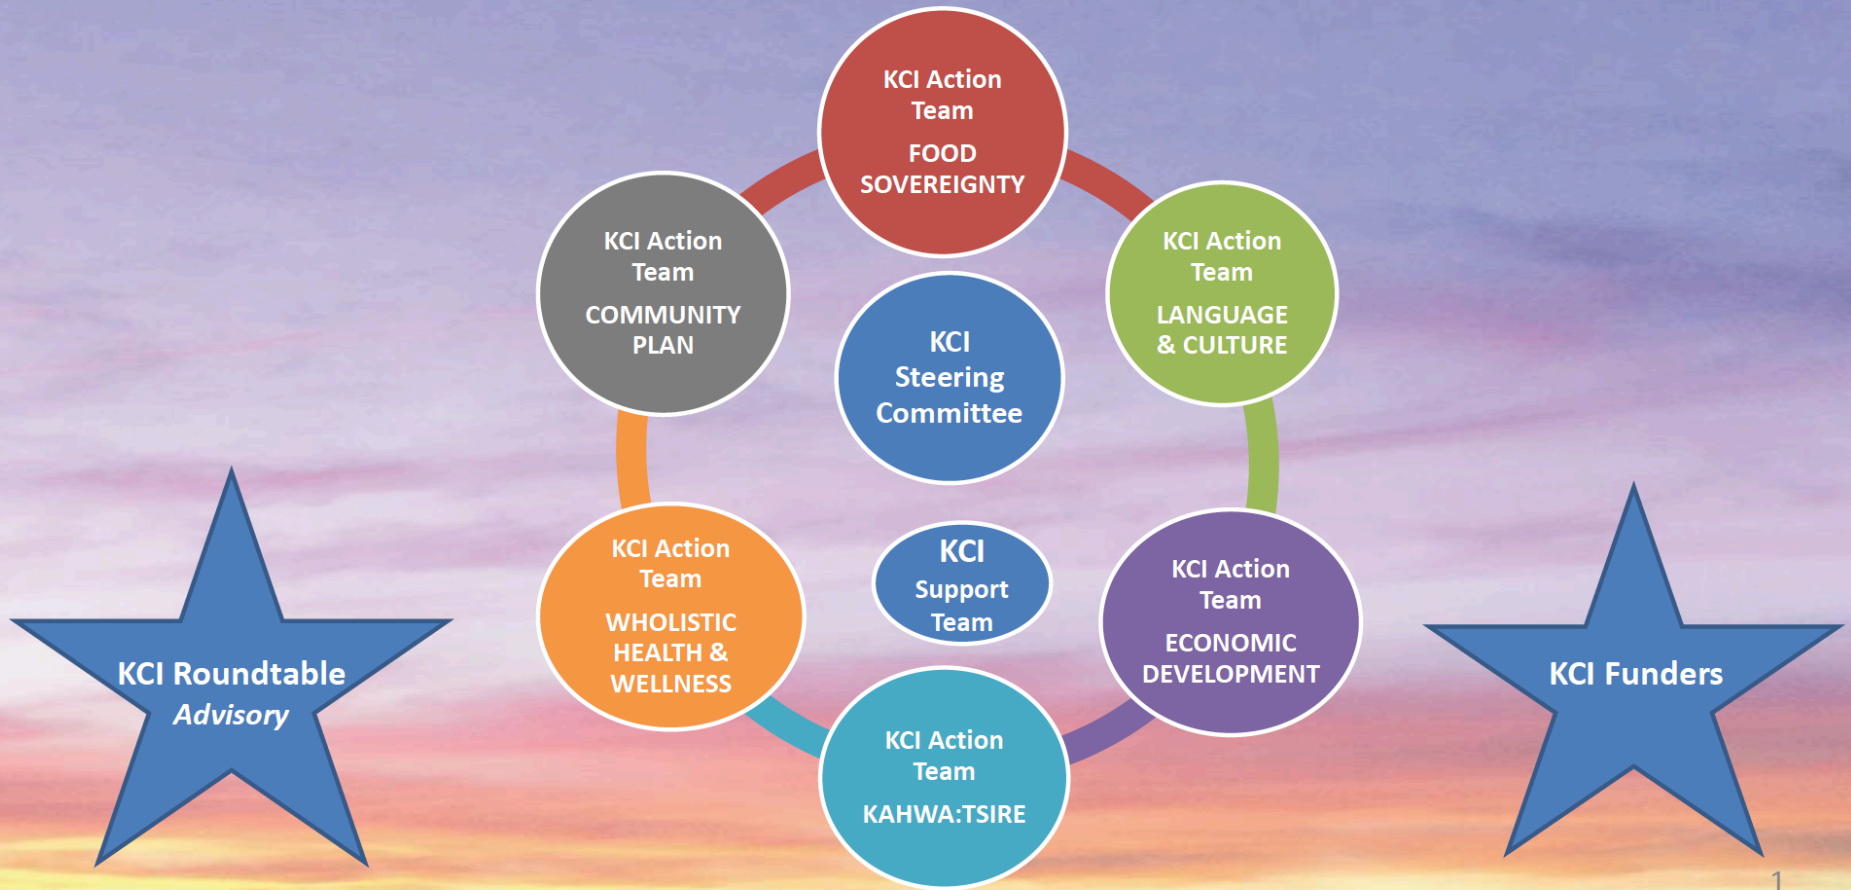 KCI Action
Team
FOOD
SOVEREIGNTY
KCI Action
Team
COMMUNITY
PLAN
KCI Action
Team
LANGUAGE
& CULTURE
KCI
Steering
Committee
KCI Action
Team
WHOLISTIC
HEALTH &
WELLNESS
KCI
Support
Team
KCI Action
Team
ECONOMIC
DEVELOPMENT
KCI Roundtable
Advisory
KCI Funders
KCI Action
Team
KAHWA:TSIRE
1